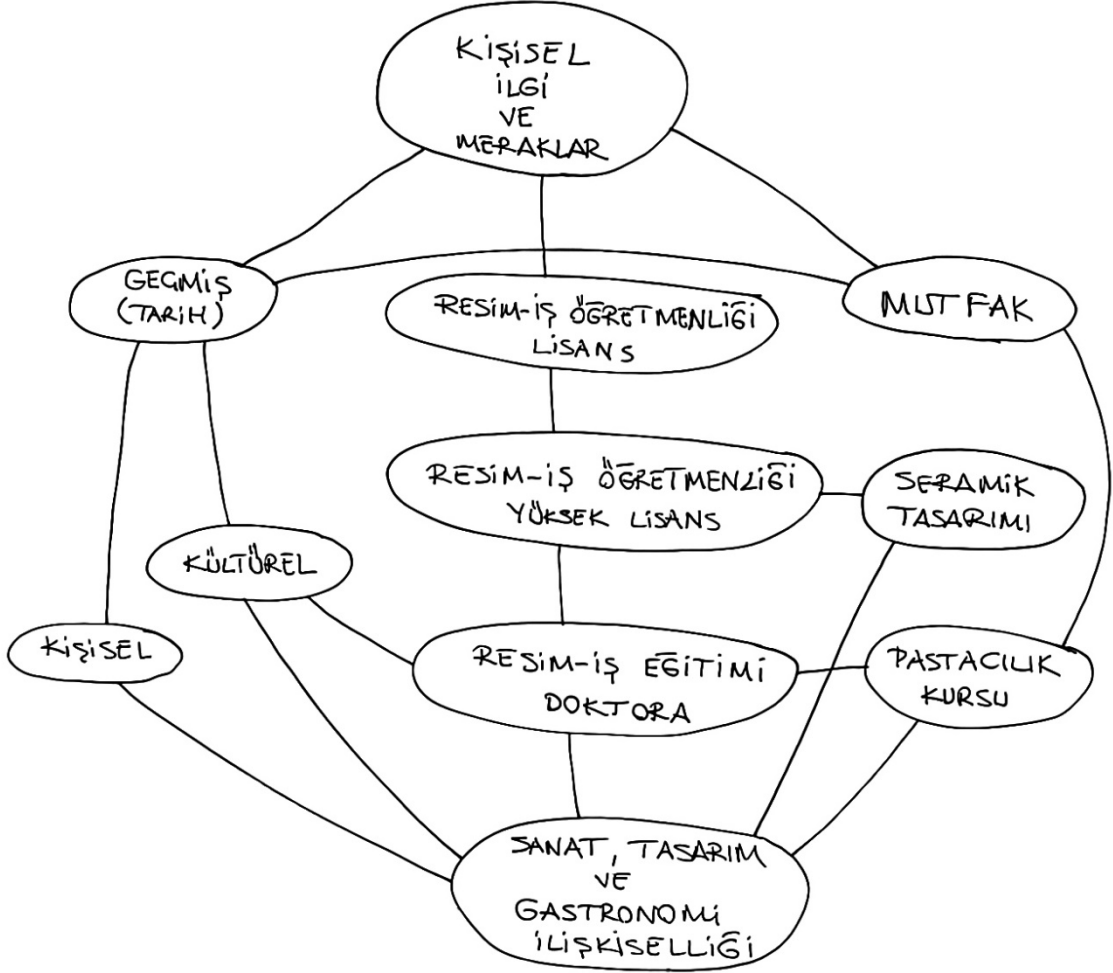 KİŞİSEL
İLGİ
VE
MERAKLAR
GEÇMİŞ
(TARİH)
RESİM-İŞ ÖĞRETMENLİĞİ
LİSANS
MUTFAK
RESİM-İŞ ÖĞRETMENLİĞİ
YÜKSEK LİSANS
SERAMİK
TASARIMI
KÜLTÜREL
KİŞİSEL
RESİM-İŞ EĞİTİMİ
DOKTORA
PASTACILIK
KURSU
SANAT, TASARIM
VE
GASTRONOMİ
İLİŞKİSELLİĞİ